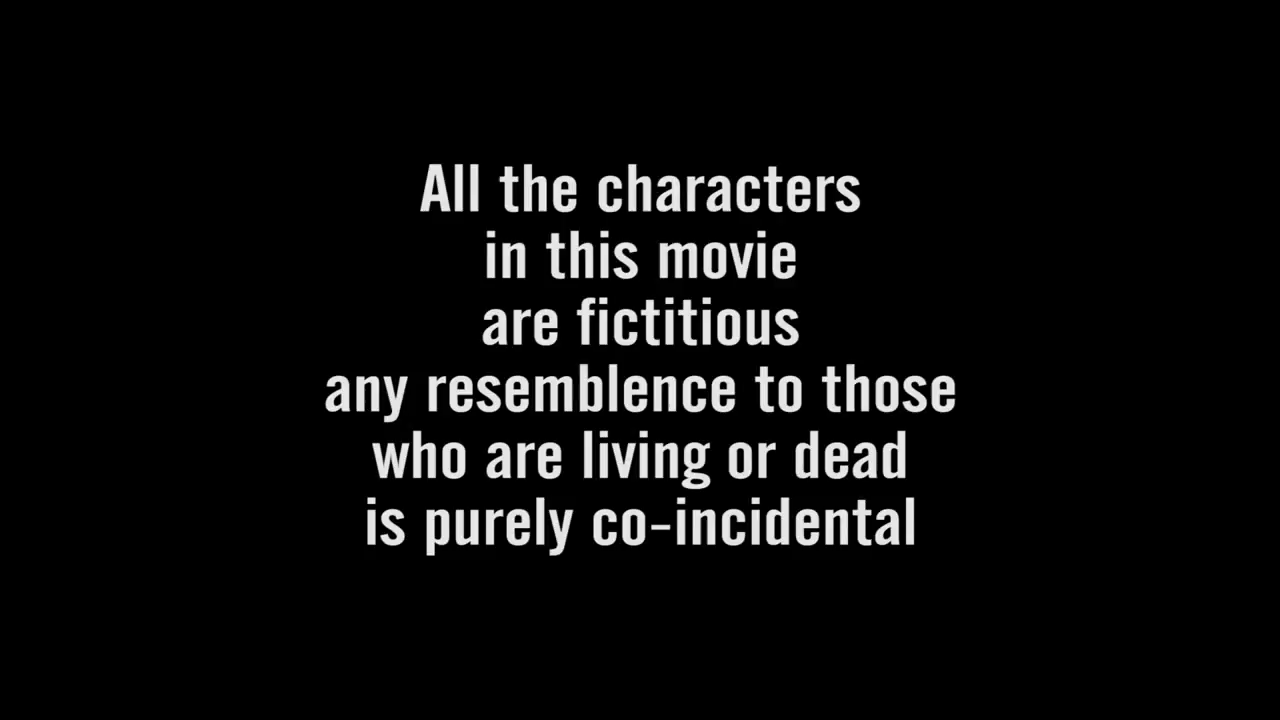 All the characters
in this movie
are fictitious
any resemblence to those
who are living or dead
is purely co-incidental